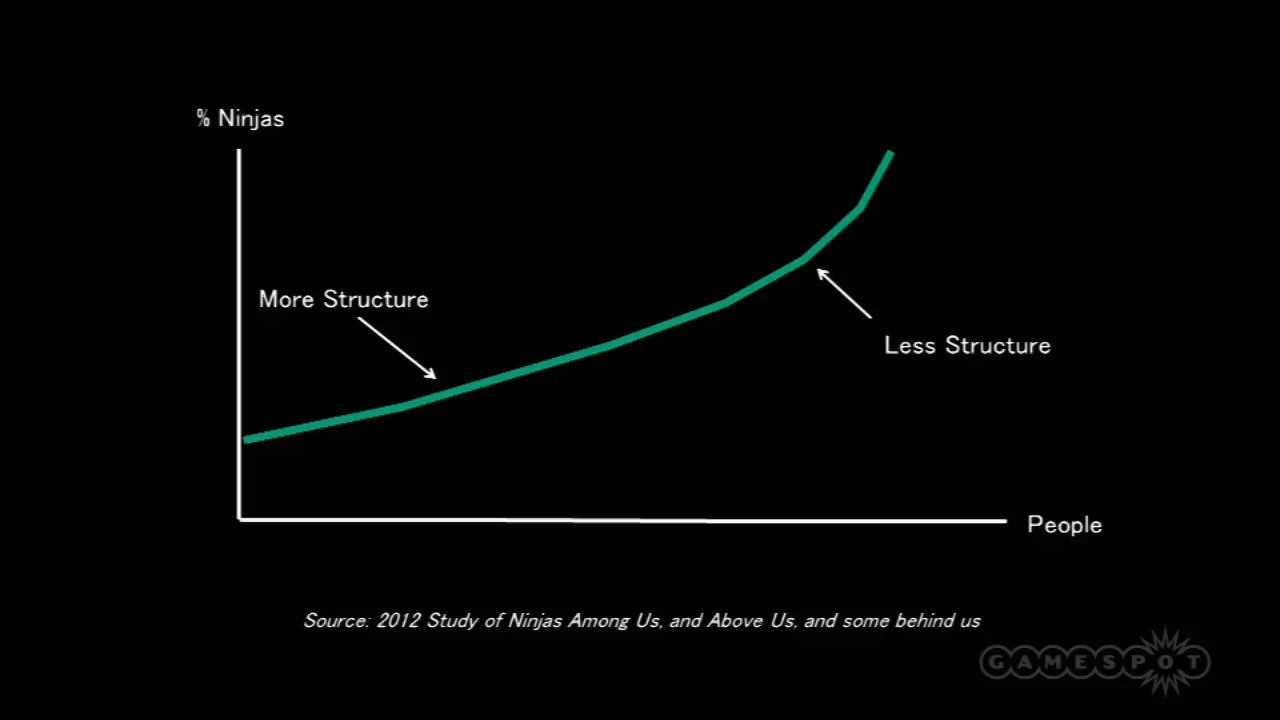 % Ninjas
More Structure
Less Structure
People
Source: 2012 Study of Ninjas Among Us, and Above Us, and some behind us
GAMESPOT